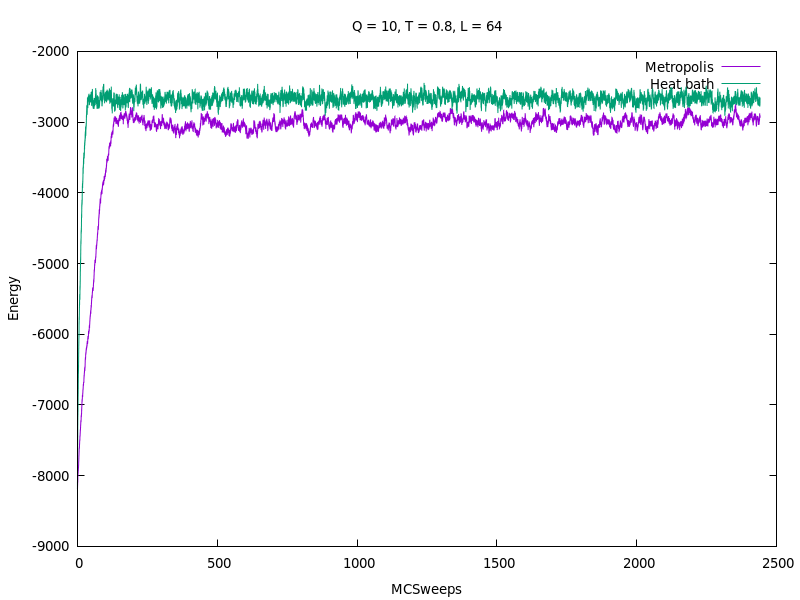 Q = 10, T = 0.8, L = 64
-2000
Metropolis
Heat bath
-3000
-4000
-5000
Energy
-6000
-7000
-8000
-9000
0 500 1000 1500 2000 2500
MCSweeps